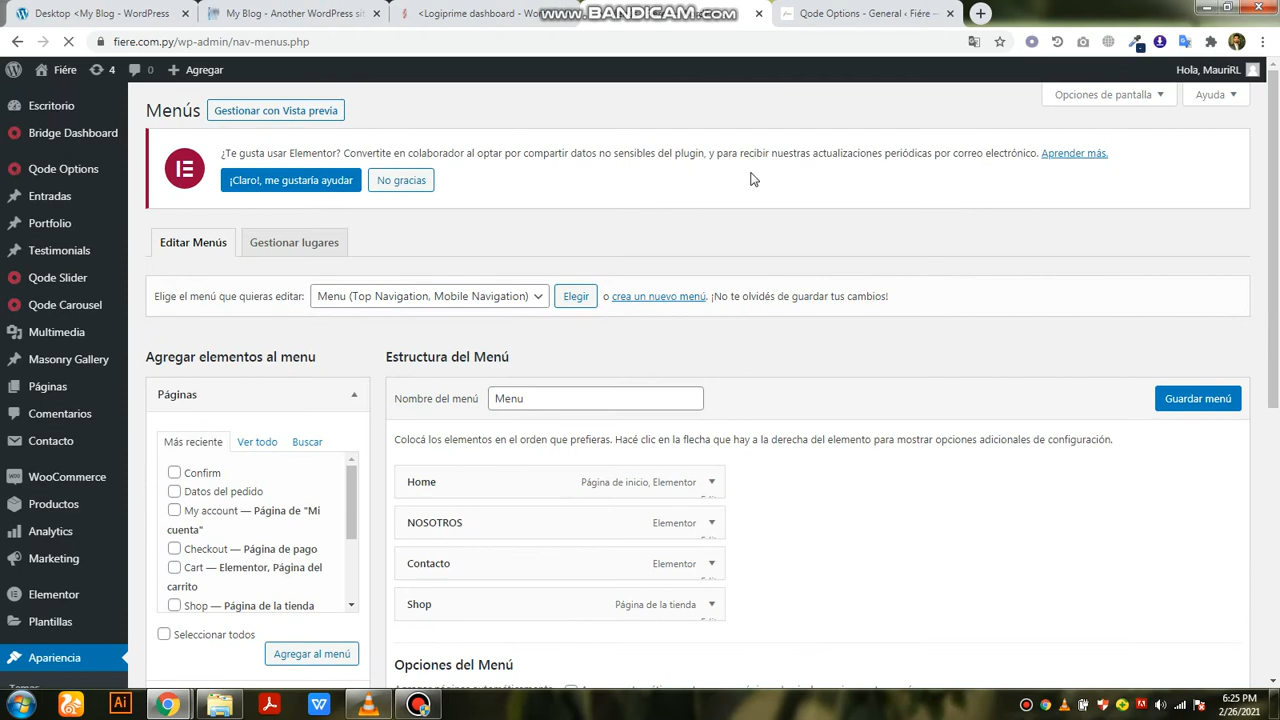 Desktop <My Blog – WordPress
My Blog – Another WordPress sit
<Logiprint dashboard – Wo
www.BANDICAM.com
Qode Options - General ‹ Fiére —
fiere.com.py/wp-admin/nav-menus.php
Fiére 4 0 Agregar Hola, MauriRL
Escritorio
Bridge Dashboard
Qode Options
Entradas
Portfolio
Testimonials
Qode Slider
Qode Carousel
Multimedia
Masonry Gallery
Páginas
Comentarios
Contacto
WooCommerce
Productos
Analytics
Marketing
Elementor
Plantillas
Apariencia
Opciones de pantalla Ayuda
Menús Gestionar con Vista previa
¿Te gusta usar Elementor? Convertite en colaborador al optar por compartir datos no sensibles del plugin, y para recibir nuestras actualizaciones periódicas por correo electrónico. Aprender más.
¡Claro!, me gustaría ayudar No gracias
Editar Menús Gestionar lugares
Elige el menú que quieras editar: Menu (Top Navigation, Mobile Navigation) Elegir o crea un nuevo menú. ¡No te olvidés de guardar tus cambios!
Agregar elementos al menu
Páginas
Más reciente Ver todo Buscar
Confirm
Datos del pedido
My account — Página de "Mi
cuenta"
Checkout — Página de pago
Cart — Elementor, Página del
carrito
Shop — Página de la tienda
Seleccionar todos
Agregar al menú
Estructura del Menú
Nombre del menú Menu Guardar menú
Colocá los elementos en el orden que prefieras. Hacé clic en la flecha que hay a la derecha del elemento para mostrar opciones adicionales de configuración.
Home Página de inicio, Elementor
NOSOTROS Elementor
Contacto Elementor
Shop Página de la tienda
Opciones del Menú
6:25 PM
2/26/2021